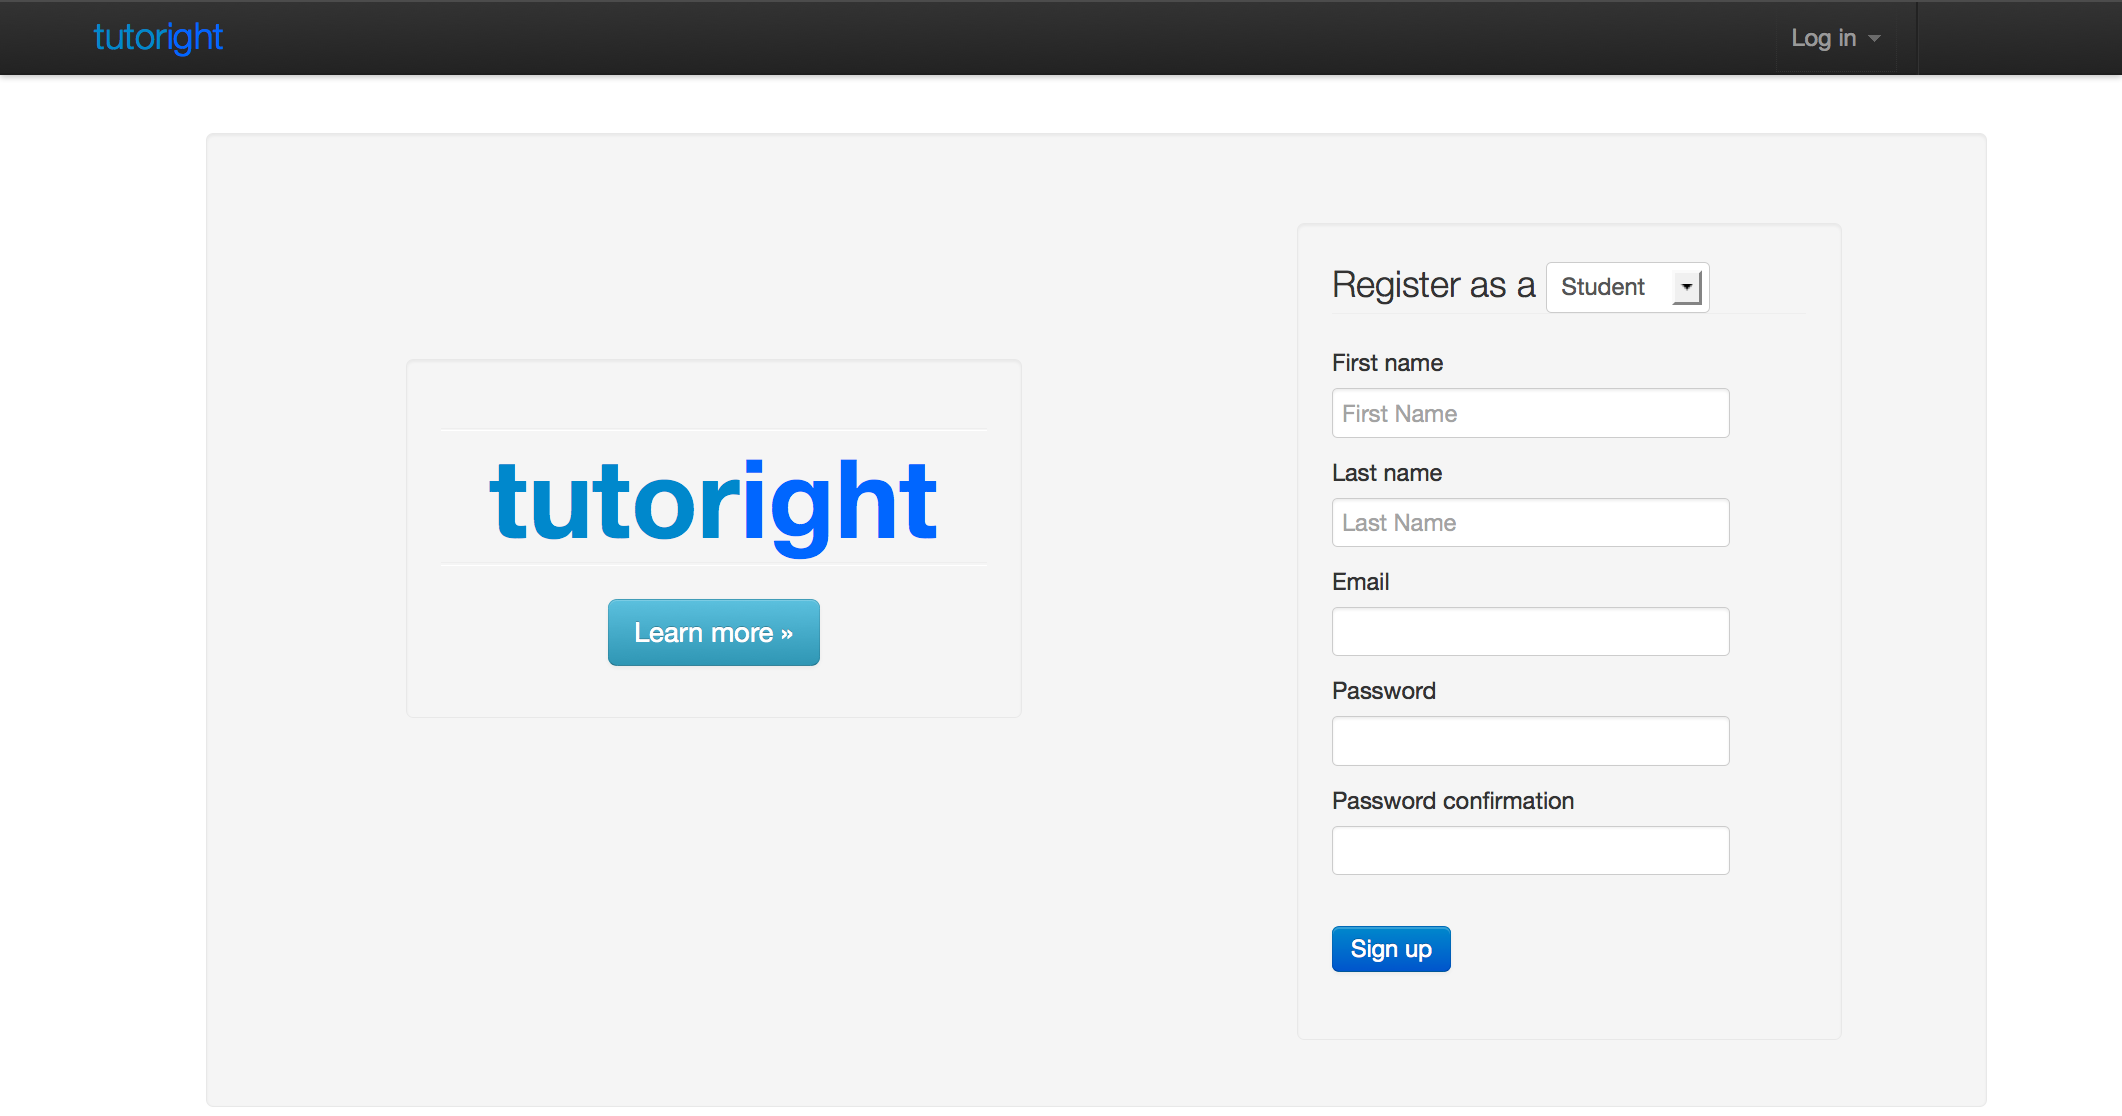 tutoright
Log in
tutoright
Learn more »
Register as a Student
First name
First Name
Last name
Last Name
Email
Password
Password confirmation
Sign up